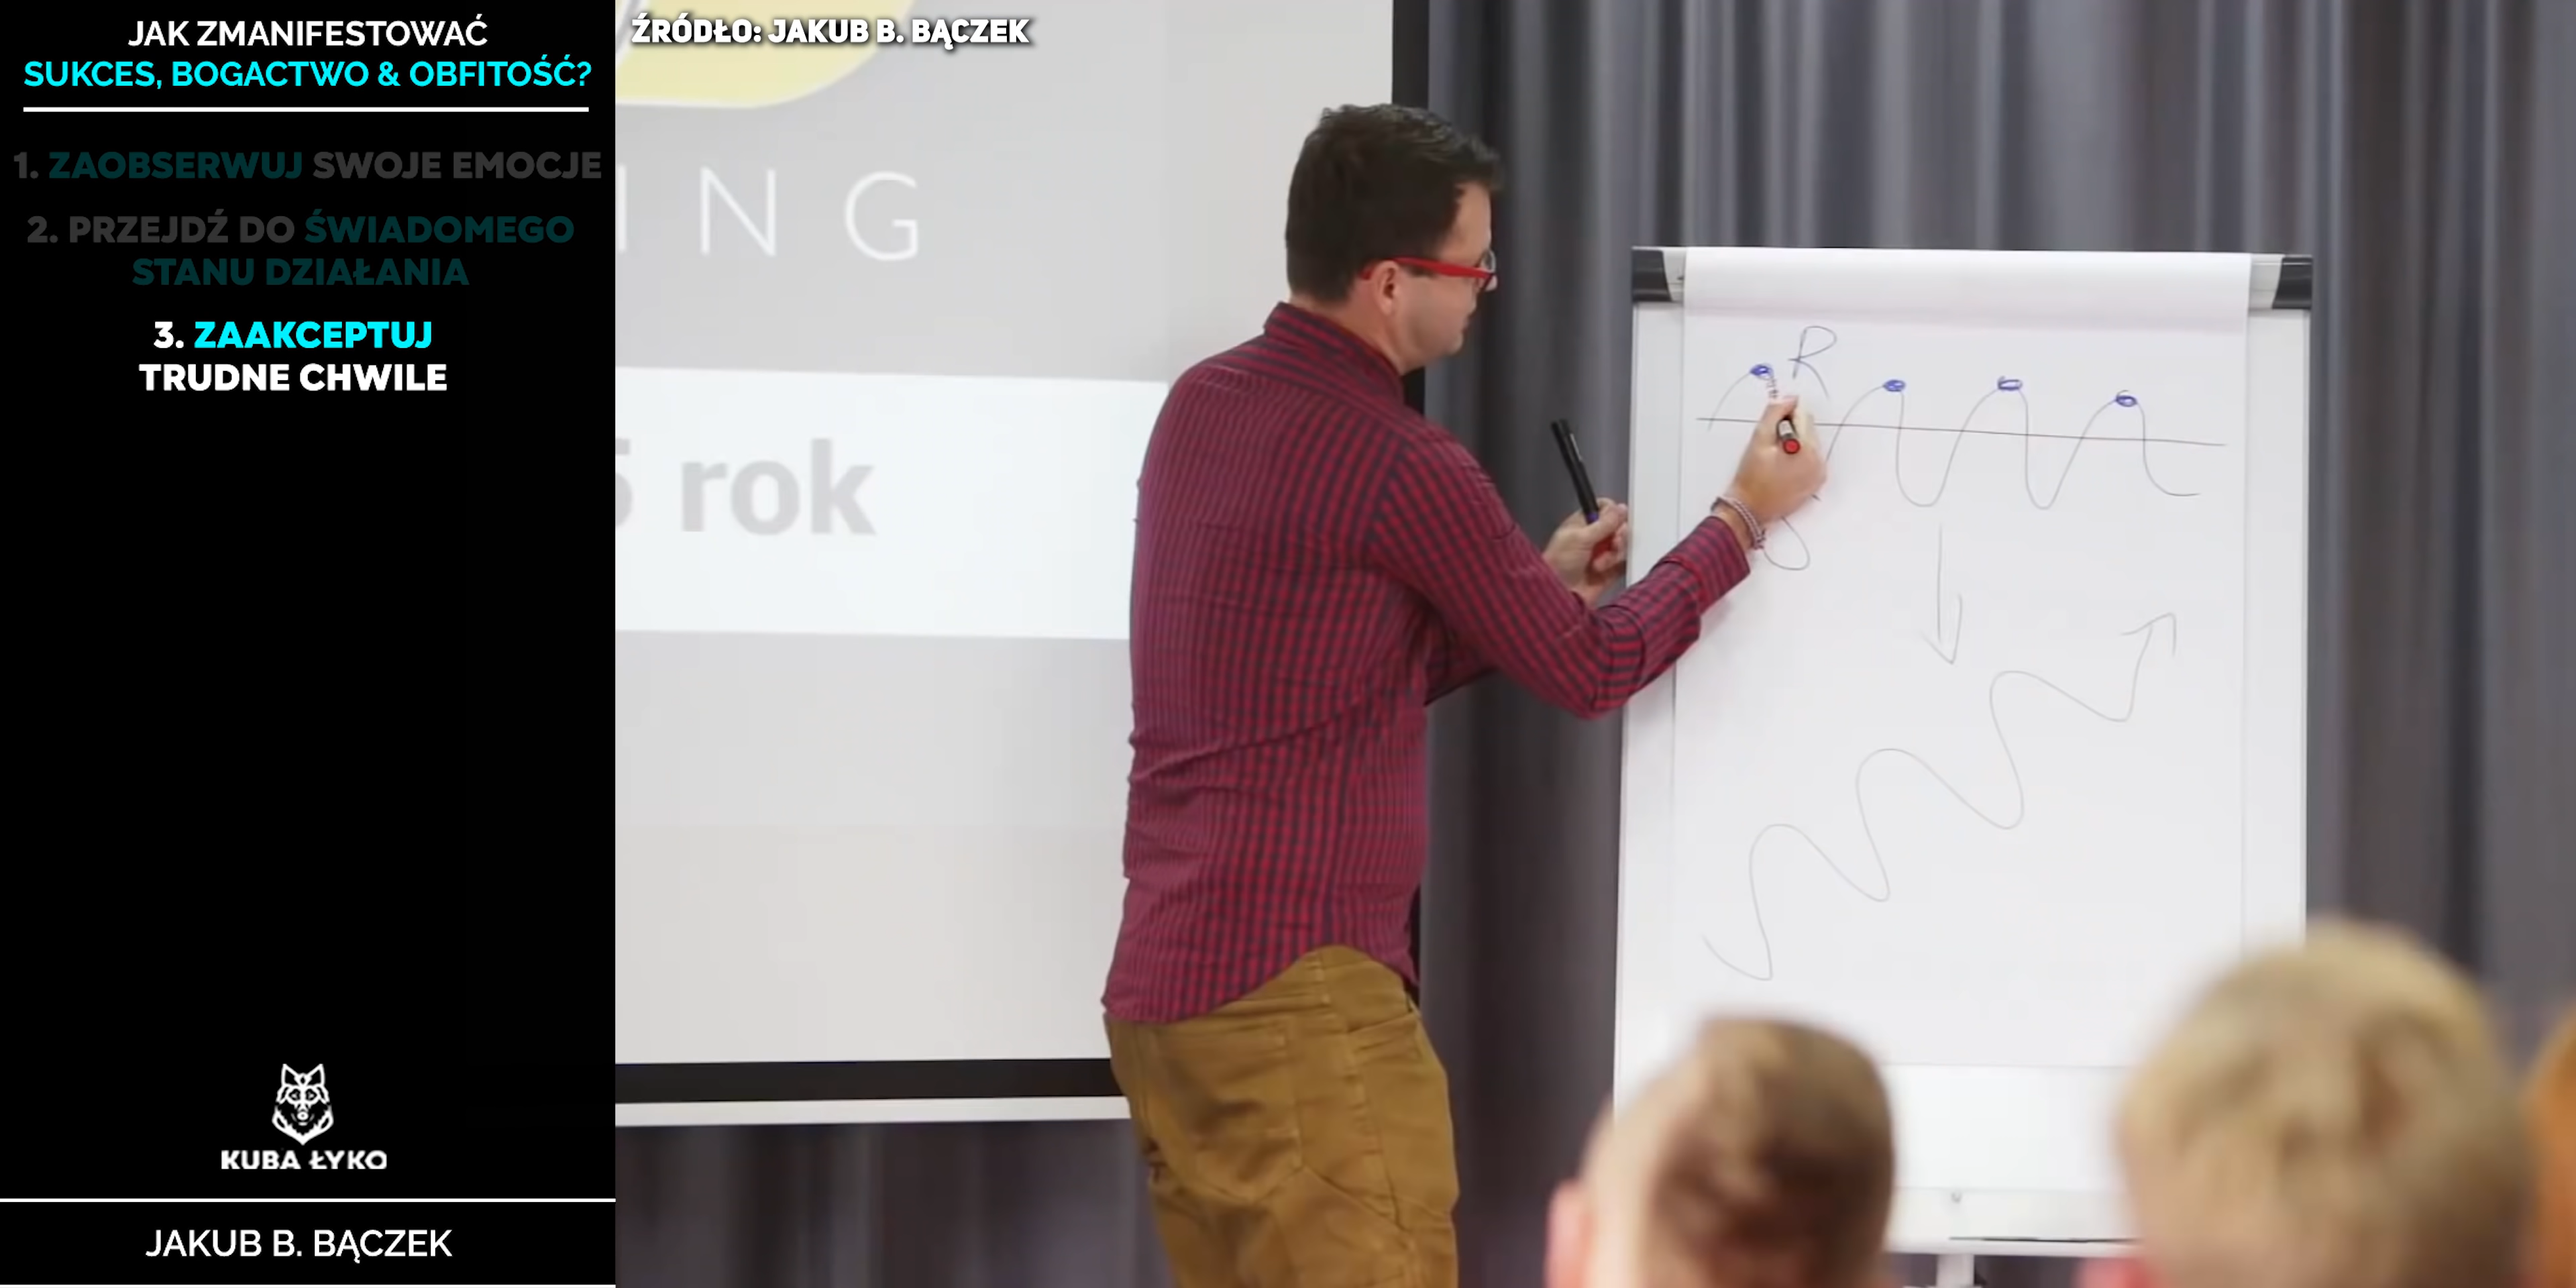 JAK ZMANIFESTOWAĆ
SUKCES, BOGACTWO & OBFITOŚĆ?
1. ZAOBSERWUJ SWOJE EMOCJE
2. PRZEJDŹ DO ŚWIADOMEGO
STANU DZIAŁANIA
3. ZAAKCEPTUJ
TRUDNE CHWILE
KUBA ŁYKO
JAKUB B. BĄCZEK
ŹRÓDŁO: JAKUB B. BĄCZEK
ING
5 rok
R